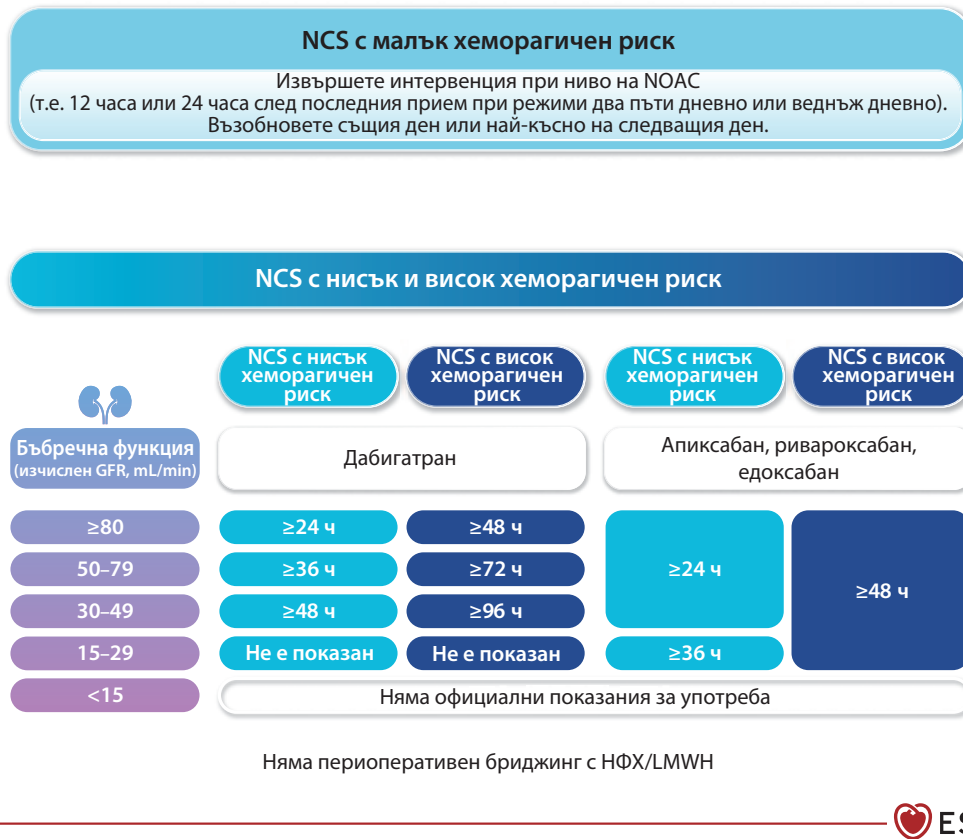 NCS с малък хеморагичен риск
Извършете интервенция при ниво на NOAC
(т.е. 12 часа или 24 часа след последния прием при режими два пъти дневно или веднъж дневно).
Възобновете същия ден или най-късно на следващия ден.
NCS с нисък и висок хеморагичен риск
NCS с нисък
хеморагичен
риск
NCS с висок
хеморагичен
риск
NCS с нисък
хеморагичен
риск
NCS с висок
хеморагичен
риск
Бъбречна функция
(изчислен GFR, mL/min)
Дабигатран
Апиксабан, ривароксабан,
едоксабан
≥80
≥24 ч
≥48 ч
50–79
≥36 ч
≥72 ч
≥24 ч
30–49
≥48 ч
≥96 ч
≥48 ч
15–29
Не е показан
Не е показан
≥36 ч
<15
Няма официални показания за употреба
Няма периоперативен бриджинг с НФХ/LMWH